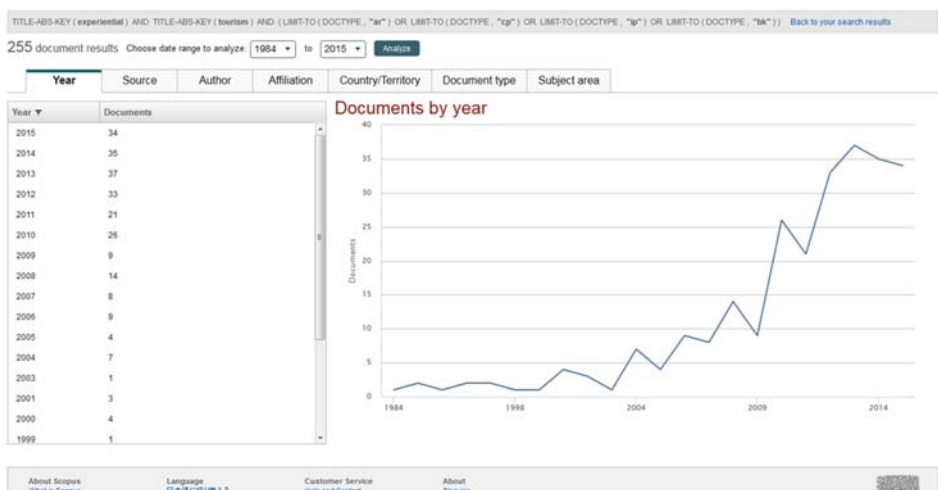 TITLE-ABS-KEY ( experiential ) AND TITLE-ABS-KEY ( tourism ) AND ( LIMIT-TO ( DOCTYPE , "ar" ) OR LIMIT-TO ( DOCTYPE , "cp" ) OR LIMIT-TO ( DOCTYPE , "ip" ) OR LIMIT-TO ( DOCTYPE , "bk" ) ) Back to your search results
255 document results Choose date range to analyze: 1984 to 2015 Analyze
Year Source Author Affiliation Country/Territory Document type Subject area
Year Documents
2015 34
2014 35
2013 37
2012 33
2011 21
2010 26
2009 9
2008 14
2007 8
2006 9
2005 4
2004 7
2003 1
2001 3
2000 4
1999 1
Documents by year
40
35
30
25
20
15
10
5
0
Documents
1984 1998 2004 2009 2014
About Scopus Language Customer Service About
What is Scopus Help and Contact